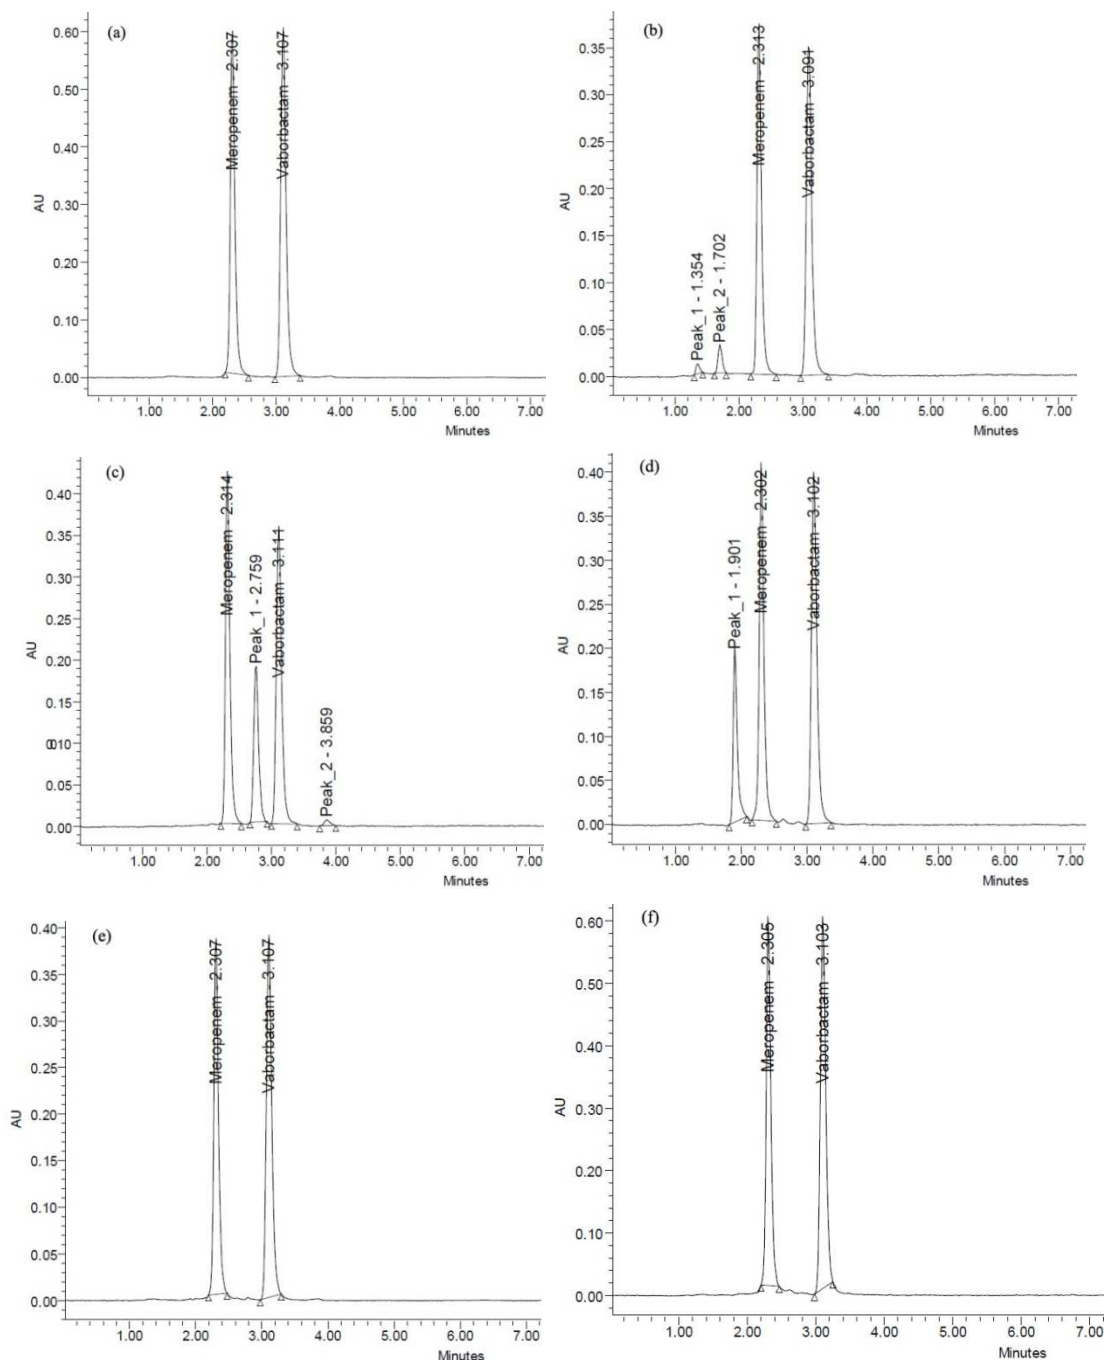 (a)
0.60
0.50
0.40
0.30
0.20
0.10
0.00
AU
Meropenem - 2.307
Vaborbactam - 3.107
1.00 2.00 3.00 4.00 5.00 6.00 7.00
Minutes
(b)
0.35
0.30
0.25
0.20
0.15
0.10
0.05
0.00
AU
Peak_1 - 1.354
Peak_2 - 1.702
Meropenem - 2.313
Vaborbactam - 3.091
1.00 2.00 3.00 4.00 5.00 6.00 7.00
Minutes
(c)
0.40
0.35
0.30
0.25
0.20
0.15
0.10
0.05
0.00
AU
Meropenem - 2.314
Peak_1 - 2.759
Vaborbactam - 3.111
Peak_2 - 3.859
1.00 2.00 3.00 4.00 5.00 6.00 7.00
Minutes
(d)
0.40
0.35
0.30
0.25
0.20
0.15
0.10
0.05
0.00
AU
Peak_1 - 1.901
Meropenem - 2.302
Vaborbactam - 3.102
1.00 2.00 3.00 4.00 5.00 6.00 7.00
Minutes
(e)
0.40
0.35
0.30
0.25
0.20
0.15
0.10
0.05
0.00
AU
Meropenem - 2.307
Vaborbactam - 3.107
1.00 2.00 3.00 4.00 5.00 6.00 7.00
Minutes
(f)
0.60
0.50
0.40
0.30
0.20
0.10
0.00
AU
Meropenem - 2.305
Vaborbactam - 3.103
1.00 2.00 3.00 4.00 5.00 6.00 7.00
Minutes